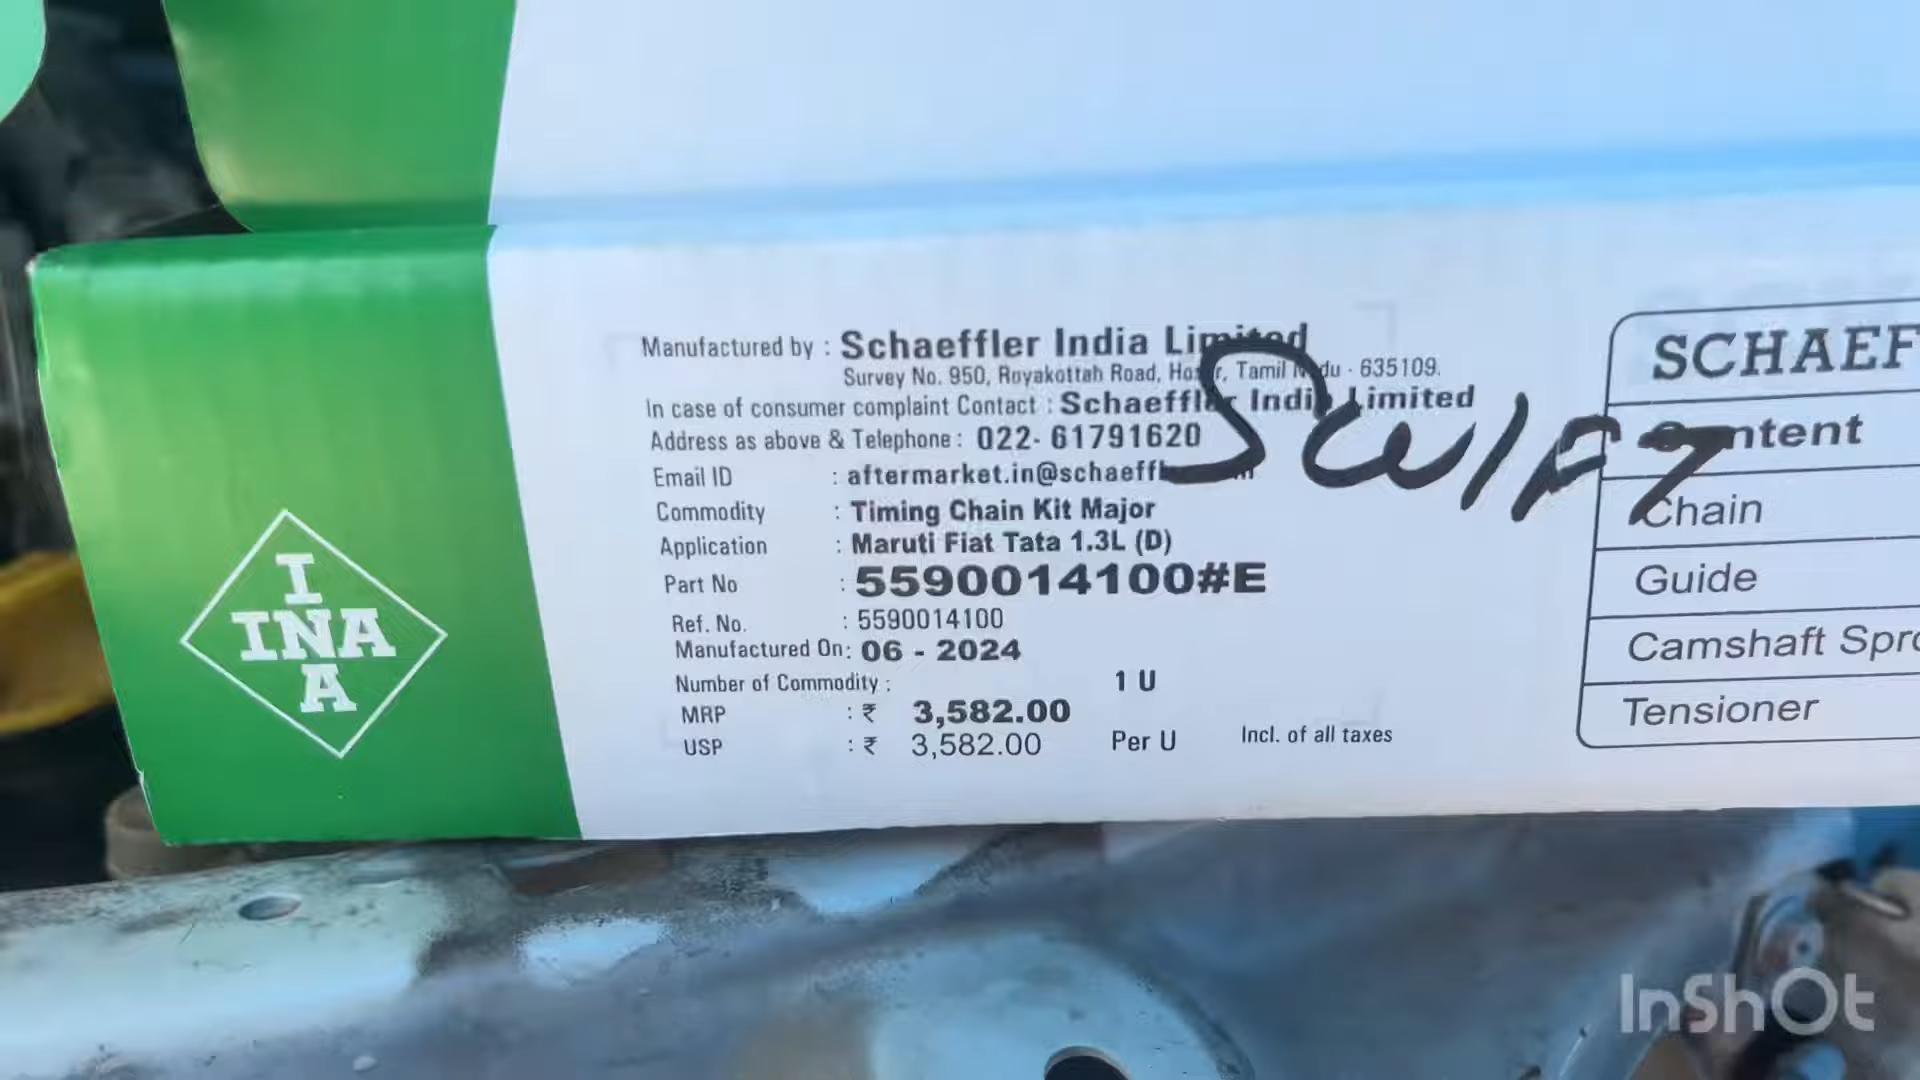 Manufactured by : Schaeffler India Limited
Survey No. 950, Royakottah Road, Hosur, Tamil Nadu - 635109.
In case of consumer complaint Contact : Schaeffler India Limited
Address as above & Telephone : 022- 61791620
Email ID : aftermarket.in@schaeffl
Commodity : Timing Chain Kit Major
Application : Maruti Fiat Tata 1.3L (D)
Part No : 5590014100#E
Ref. No. : 5590014100
Manufactured On: 06 - 2024
Number of Commodity : 1 U
MRP : ₹ 3,582.00
USP : ₹ 3,582.00 Per U Incl. of all taxes
Swift
SCHAEF
Content
Chain
Guide
Camshaft Spro
Tensioner
I
INA
A
InShOt